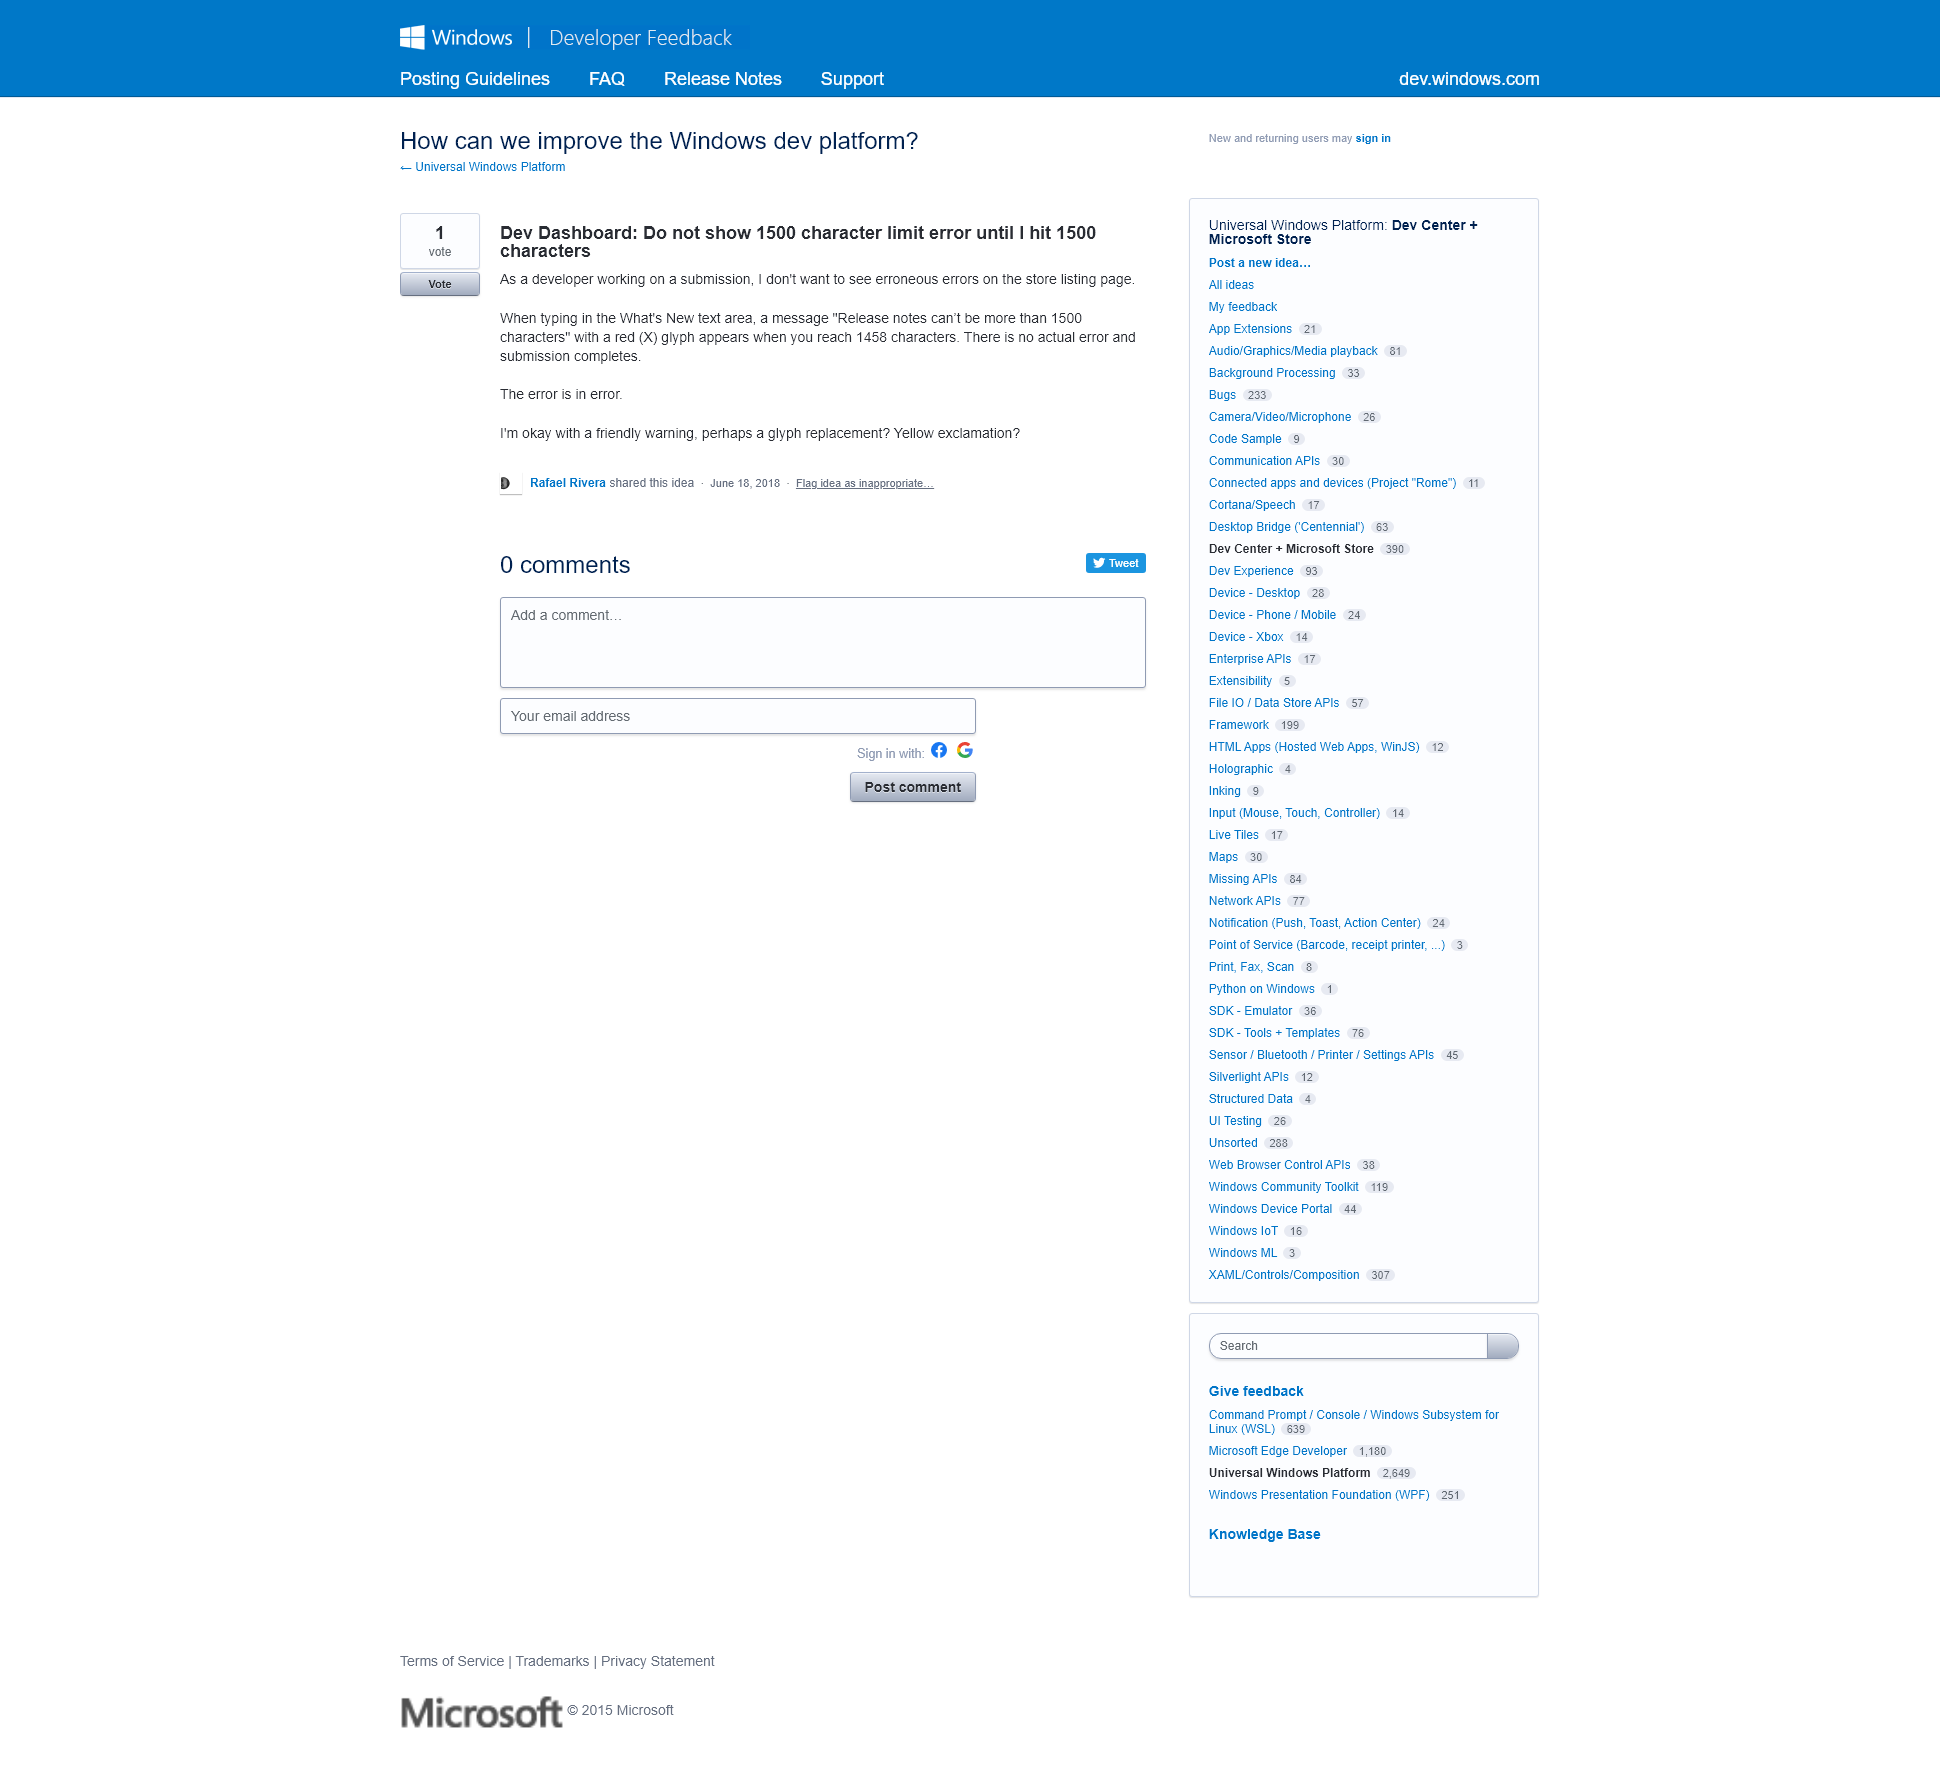 Windows | Developer Feedback
Posting Guidelines FAQ Release Notes Support dev.windows.com
How can we improve the Windows dev platform?
← Universal Windows Platform
New and returning users may sign in
1
vote
Vote
Dev Dashboard: Do not show 1500 character limit error until I hit 1500
characters
As a developer working on a submission, I don't want to see erroneous errors on the store listing page.
When typing in the What's New text area, a message "Release notes can’t be more than 1500
characters" with a red (X) glyph appears when you reach 1458 characters. There is no actual error and
submission completes.
The error is in error.
I'm okay with a friendly warning, perhaps a glyph replacement? Yellow exclamation?
Rafael Rivera shared this idea · June 18, 2018 · Flag idea as inappropriate…
0 comments
Tweet
Add a comment…
Your email address
Sign in with:
Post comment
Universal Windows Platform: Dev Center +
Microsoft Store
Post a new idea…
All ideas
My feedback
App Extensions 21
Audio/Graphics/Media playback 81
Background Processing 33
Bugs 233
Camera/Video/Microphone 26
Code Sample 9
Communication APIs 30
Connected apps and devices (Project "Rome") 11
Cortana/Speech 17
Desktop Bridge ('Centennial') 63
Dev Center + Microsoft Store 390
Dev Experience 93
Device - Desktop 28
Device - Phone / Mobile 24
Device - Xbox 14
Enterprise APIs 17
Extensibility 5
File IO / Data Store APIs 57
Framework 199
HTML Apps (Hosted Web Apps, WinJS) 12
Holographic 4
Inking 9
Input (Mouse, Touch, Controller) 14
Live Tiles 17
Maps 30
Missing APIs 84
Network APIs 77
Notification (Push, Toast, Action Center) 24
Point of Service (Barcode, receipt printer, ...) 3
Print, Fax, Scan 8
Python on Windows 1
SDK - Emulator 36
SDK - Tools + Templates 76
Sensor / Bluetooth / Printer / Settings APIs 45
Silverlight APIs 12
Structured Data 4
UI Testing 26
Unsorted 288
Web Browser Control APIs 38
Windows Community Toolkit 119
Windows Device Portal 44
Windows IoT 16
Windows ML 3
XAML/Controls/Composition 307
Search
Give feedback
Command Prompt / Console / Windows Subsystem for
Linux (WSL) 639
Microsoft Edge Developer 1,180
Universal Windows Platform 2,649
Windows Presentation Foundation (WPF) 251
Knowledge Base
Terms of Service | Trademarks | Privacy Statement
Microsoft © 2015 Microsoft